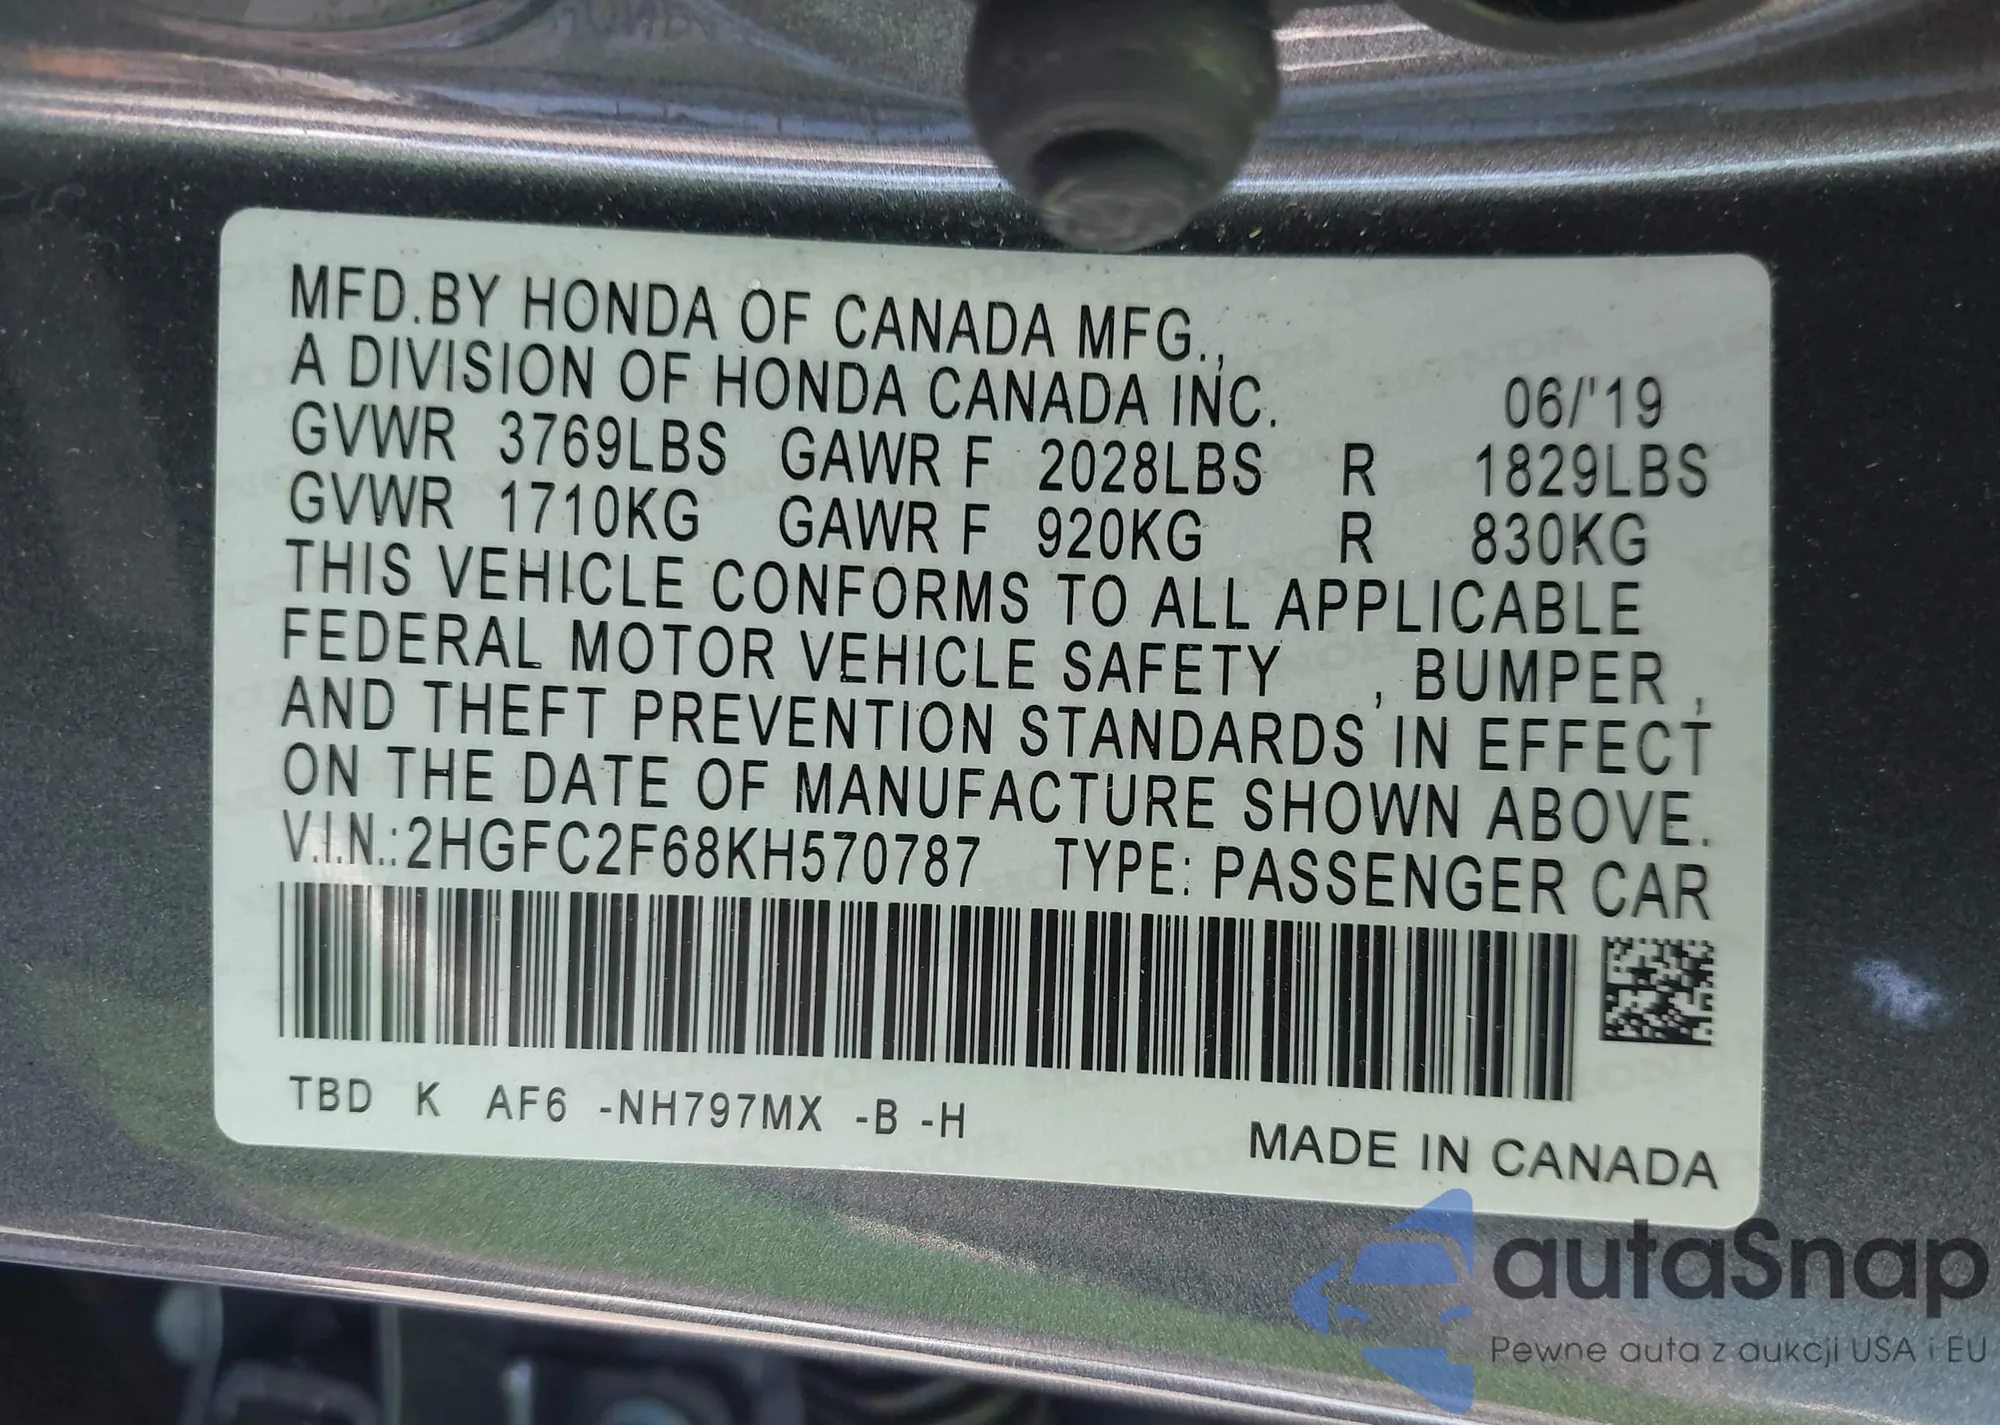 MFD.BY HONDA OF CANADA MFG.,
A DIVISION OF HONDA CANADA INC. 06/'19
GVWR 3769LBS GAWR F 2028LBS R 1829LBS
GVWR 1710KG GAWR F 920KG R 830KG
THIS VEHICLE CONFORMS TO ALL APPLICABLE
FEDERAL MOTOR VEHICLE SAFETY , BUMPER ,
AND THEFT PREVENTION STANDARDS IN EFFECT
ON THE DATE OF MANUFACTURE SHOWN ABOVE.
V.I.N.:2HGFC2F68KH570787 TYPE: PASSENGER CAR
TBD K AF6 -NH797MX -B -H
MADE IN CANADA
autaSnap
Pewne auta z aukcji USA i EU